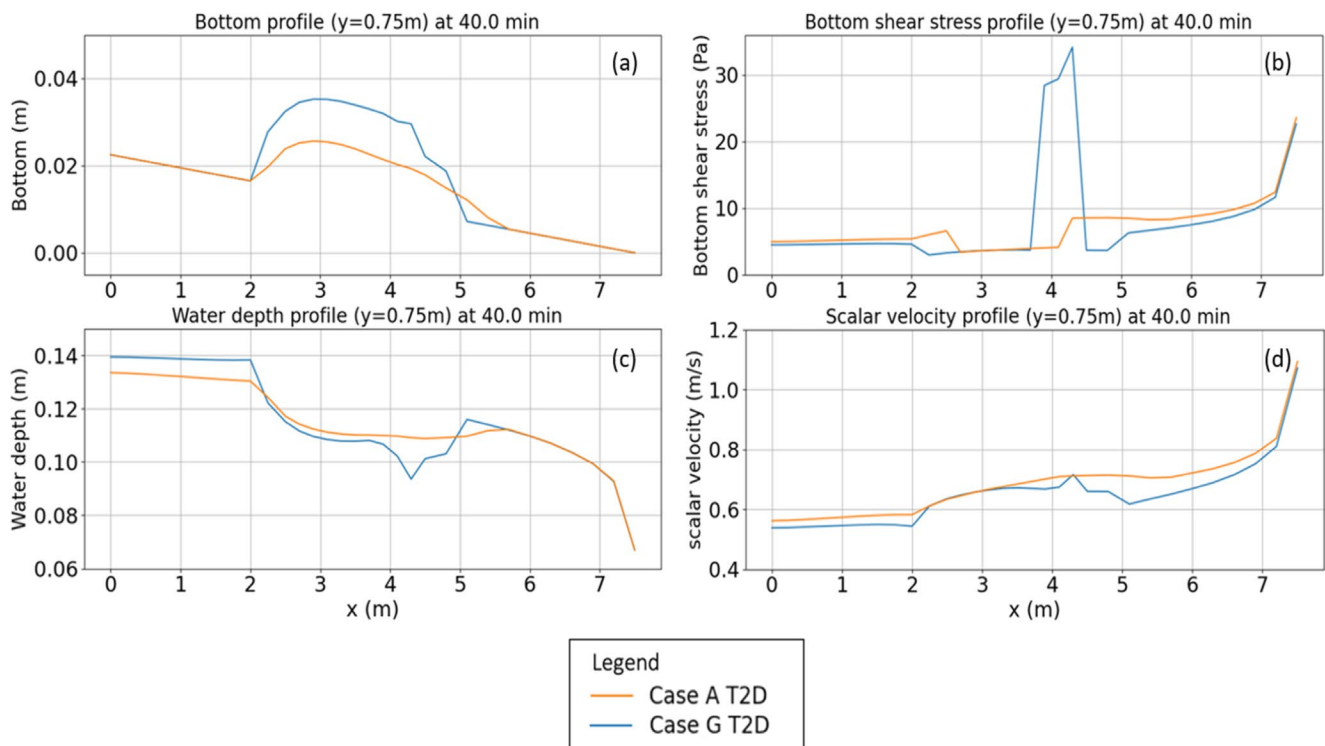 Bottom profile (y=0.75m) at 40.0 min
Bottom (m)
0.04
0.02
0.00
(a)
0 1 2 3 4 5 6 7
Bottom shear stress profile (y=0.75m) at 40.0 min
Bottom shear stress (Pa)
30
20
10
0
(b)
0 1 2 3 4 5 6 7
Water depth profile (y=0.75m) at 40.0 min
Water depth (m)
0.14
0.12
0.10
0.08
0.06
(c)
0 1 2 3 4 5 6 7
x (m)
Scalar velocity profile (y=0.75m) at 40.0 min
scalar velocity (m/s)
1.2
1.0
0.8
0.6
0.4
(d)
0 1 2 3 4 5 6 7
x (m)
Legend
Case A T2D
Case G T2D